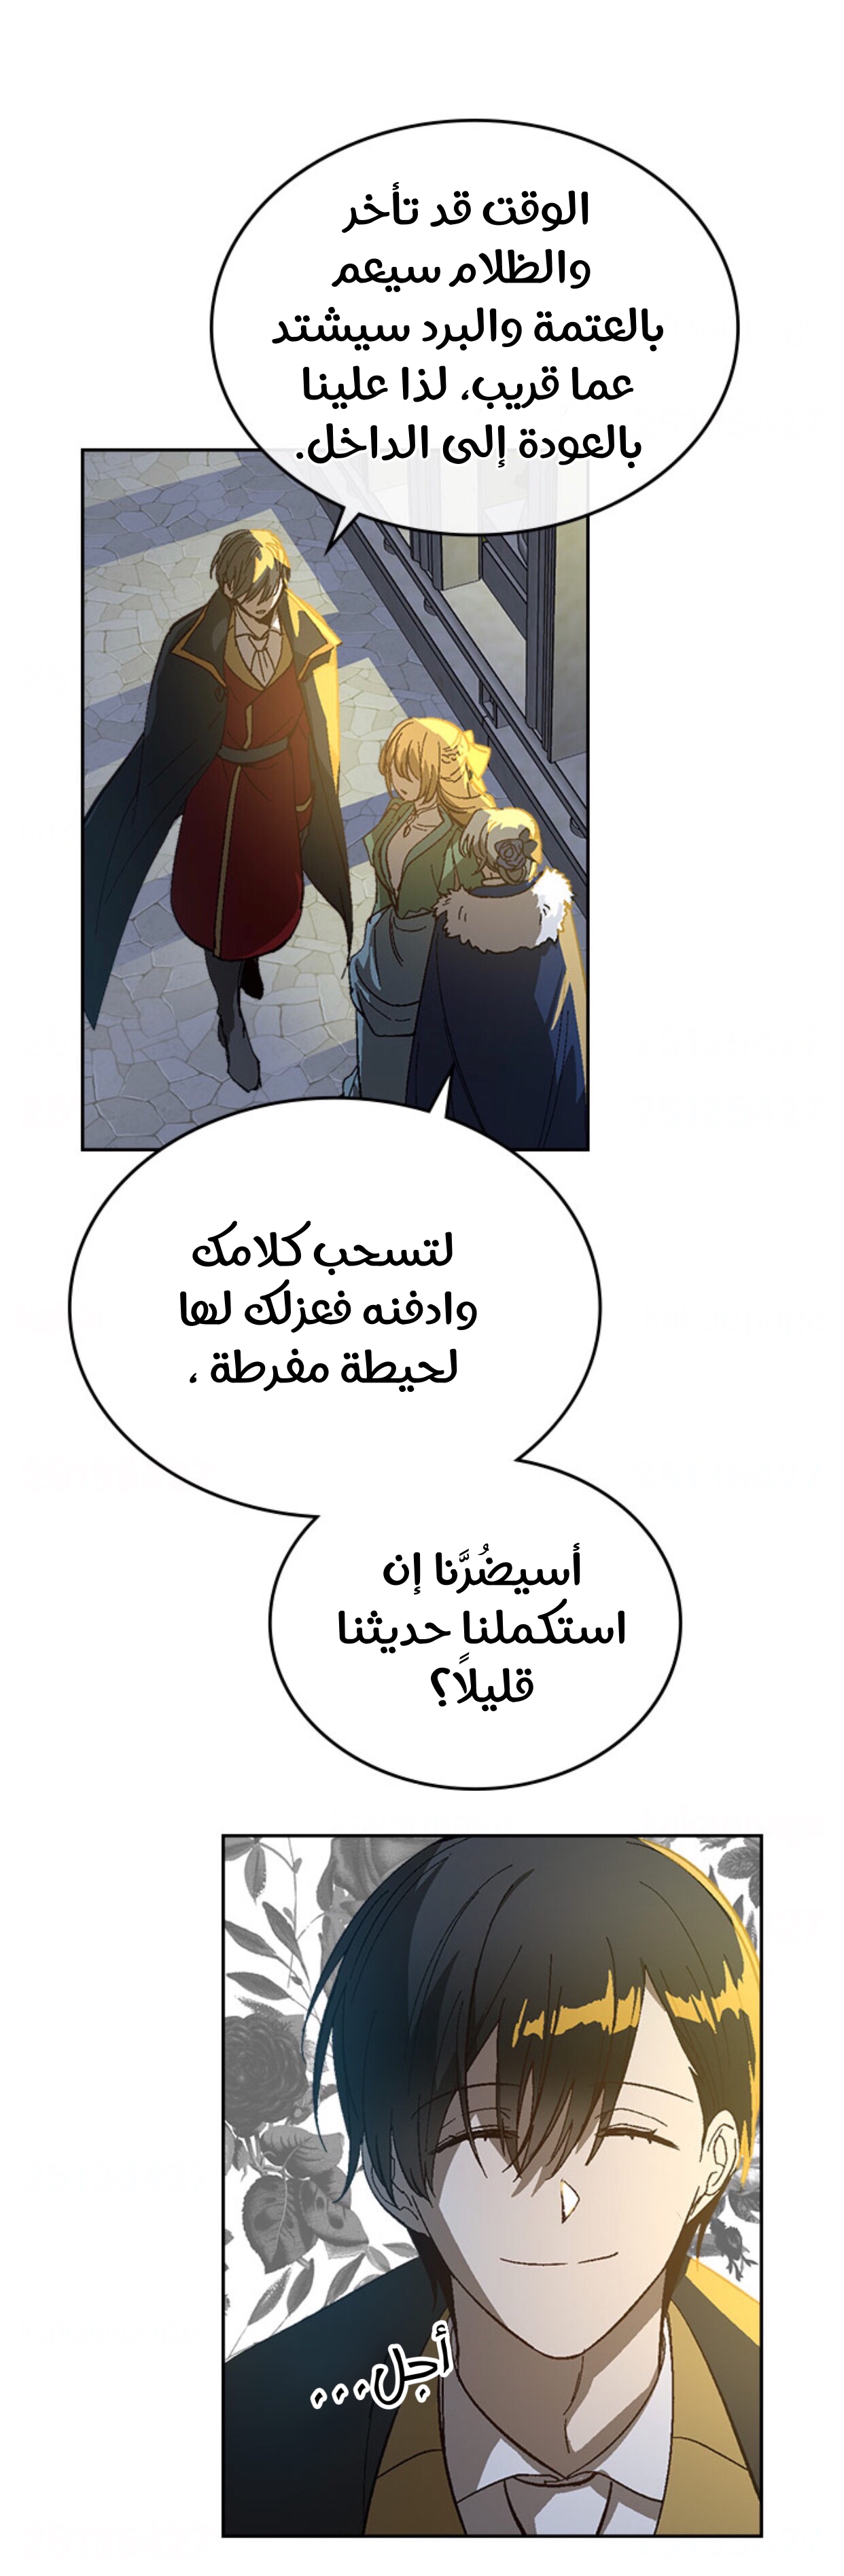 الوقت قد تأخر
والظلام سيعم
بالعتمة والبرد سيشتد
عما قريب، لذا علينا
بالعودة إلى الداخل.
لتسحب كلامك
وادفنه فعزلك لها
لحيطة مفرطة ،
أسيضُرَّنا إن
استكملنا حديثنا
قليلاً؟
أجل...